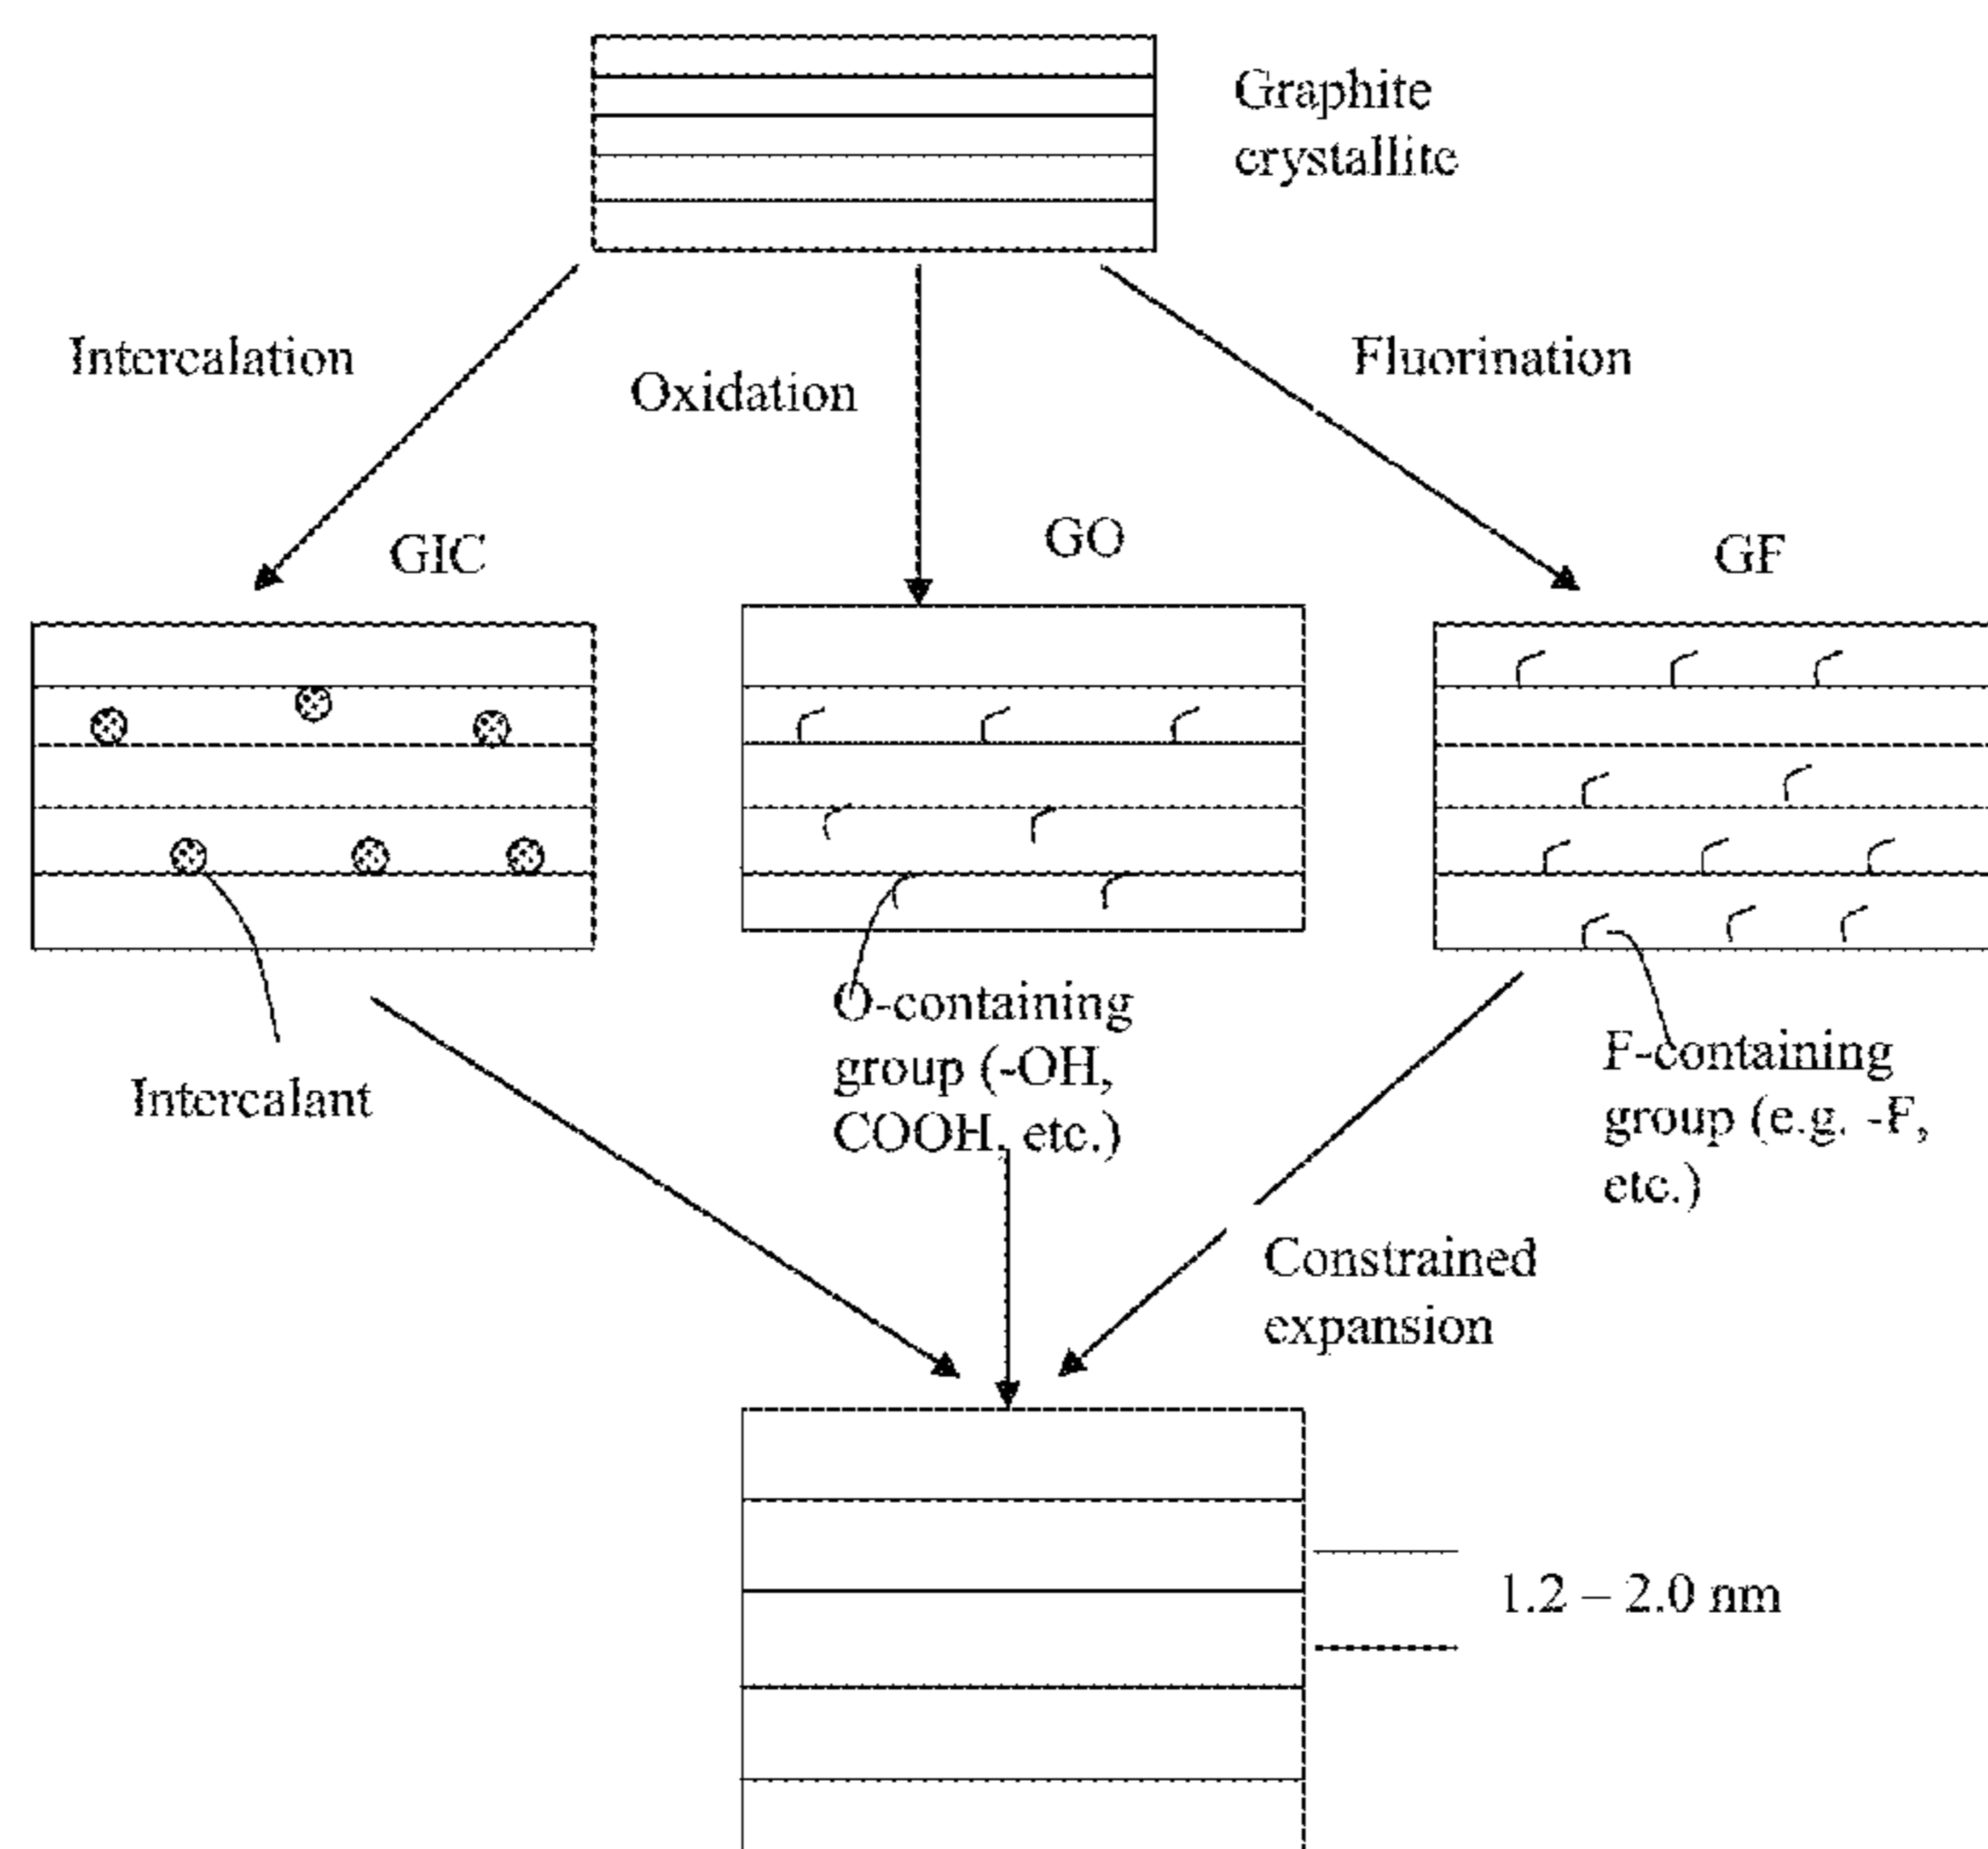 Graphite
crystallite
Intercalation
Oxidation
Fluorination
GIC
GO
GF
O-containing
group (-OH,
COOH, etc.)
Intercalant
F-containing
group (e.g. -F,
etc.)
Constrained
expansion
1.2 – 2.0 nm